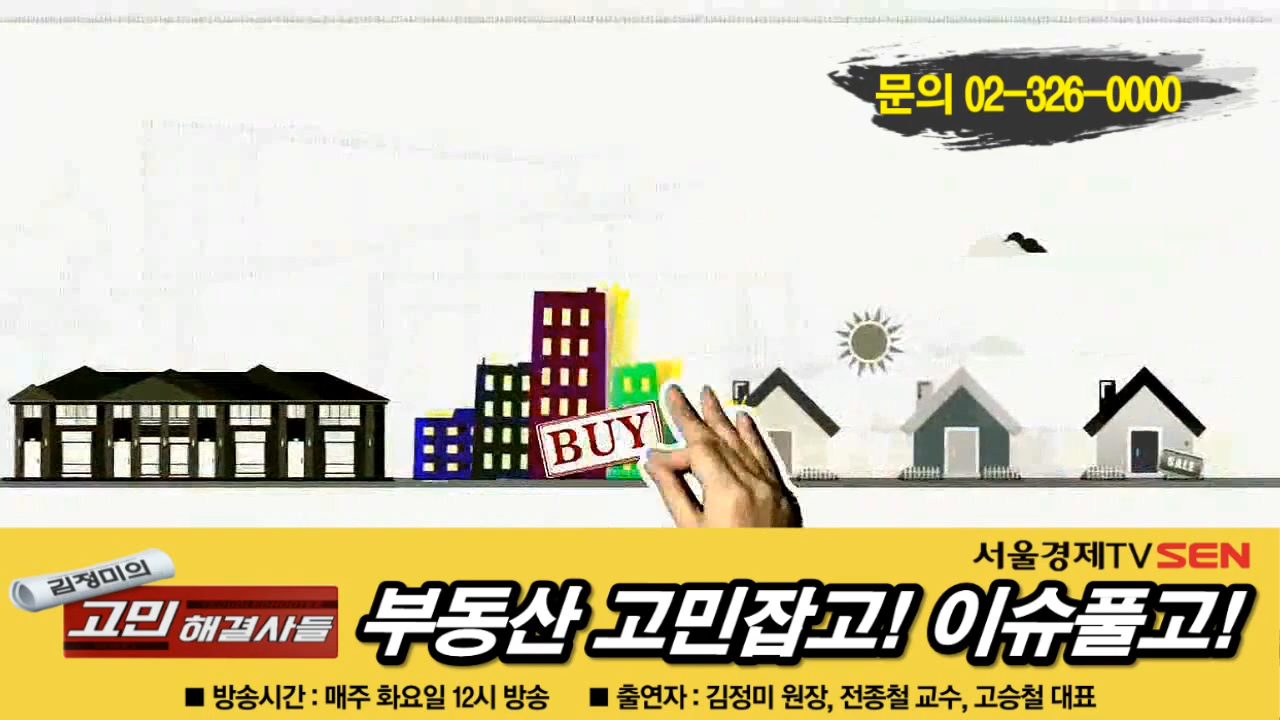 문의 02-326-0000
BUY
SALE
서울경제TV SEN
김정미의
고민 해결사들
부동산 고민잡고! 이슈풀고!
■ 방송시간 : 매주 화요일 12시 방송 ■ 출연자 : 김정미 원장, 전종철 교수, 고승철 대표